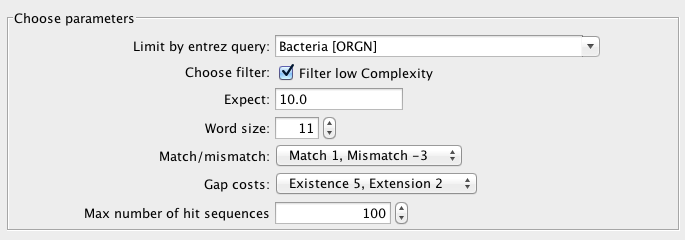 Choose parameters
Limit by entrez query: Bacteria [ORGN]
Choose filter: Filter low Complexity
Expect: 10.0
Word size: 11
Match/mismatch: Match 1, Mismatch -3
Gap costs: Existence 5, Extension 2
Max number of hit sequences 100